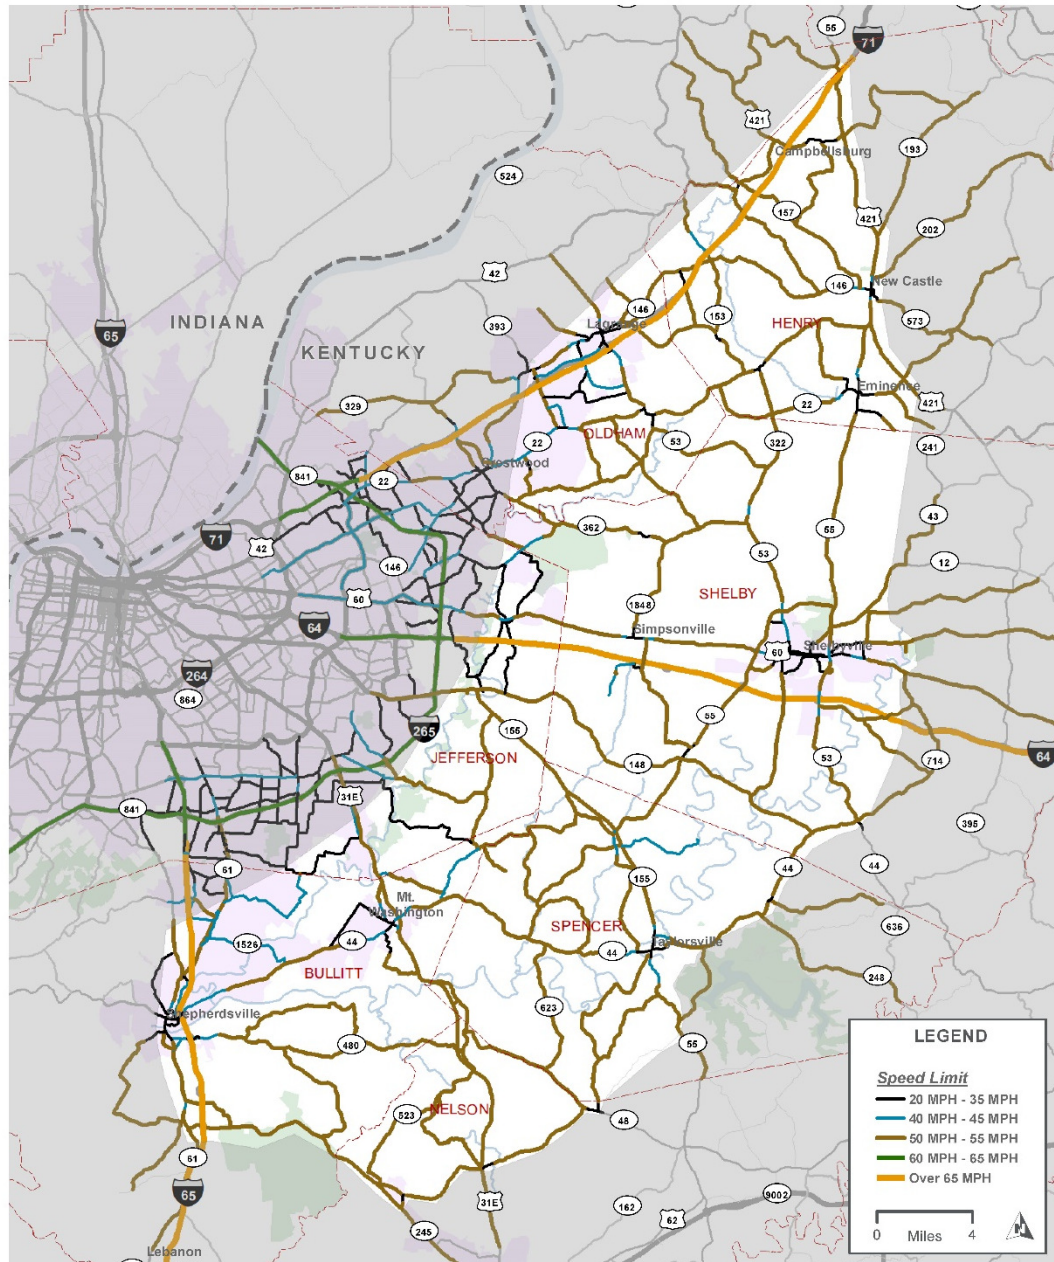 55
71
421
Campbellsburg
193
524
157
421
202
42
INDIANA
65
KENTUCKY
393
146
Lagrange
153
146
New Castle
HENRY
573
329
22
OLDHAM
53
322
22
Eminence
421
241
Crestwood
841
22
362
53
55
43
71
42
146
12
60
1848
SHELBY
64
Simpsonville
60
Shelbyville
264
864
265
155
JEFFERSON
55
148
53
714
64
31E
841
395
61
44
44
155
Mt.
Washington
SPENCER
44
Taylorsville
636
1526
44
BULLITT
248
Shepherdsville
623
480
55
NELSON
523
48
61
65
31E
245
162
62
9002
Lebanon
LEGEND
Speed Limit
20 MPH - 35 MPH
40 MPH - 45 MPH
50 MPH - 55 MPH
60 MPH - 65 MPH
Over 65 MPH
0 Miles 4
N